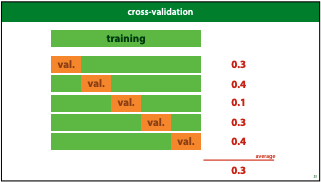 cross-validation
training
val. 0.3
val. 0.4
val. 0.1
val. 0.3
val. 0.4
average
0.3